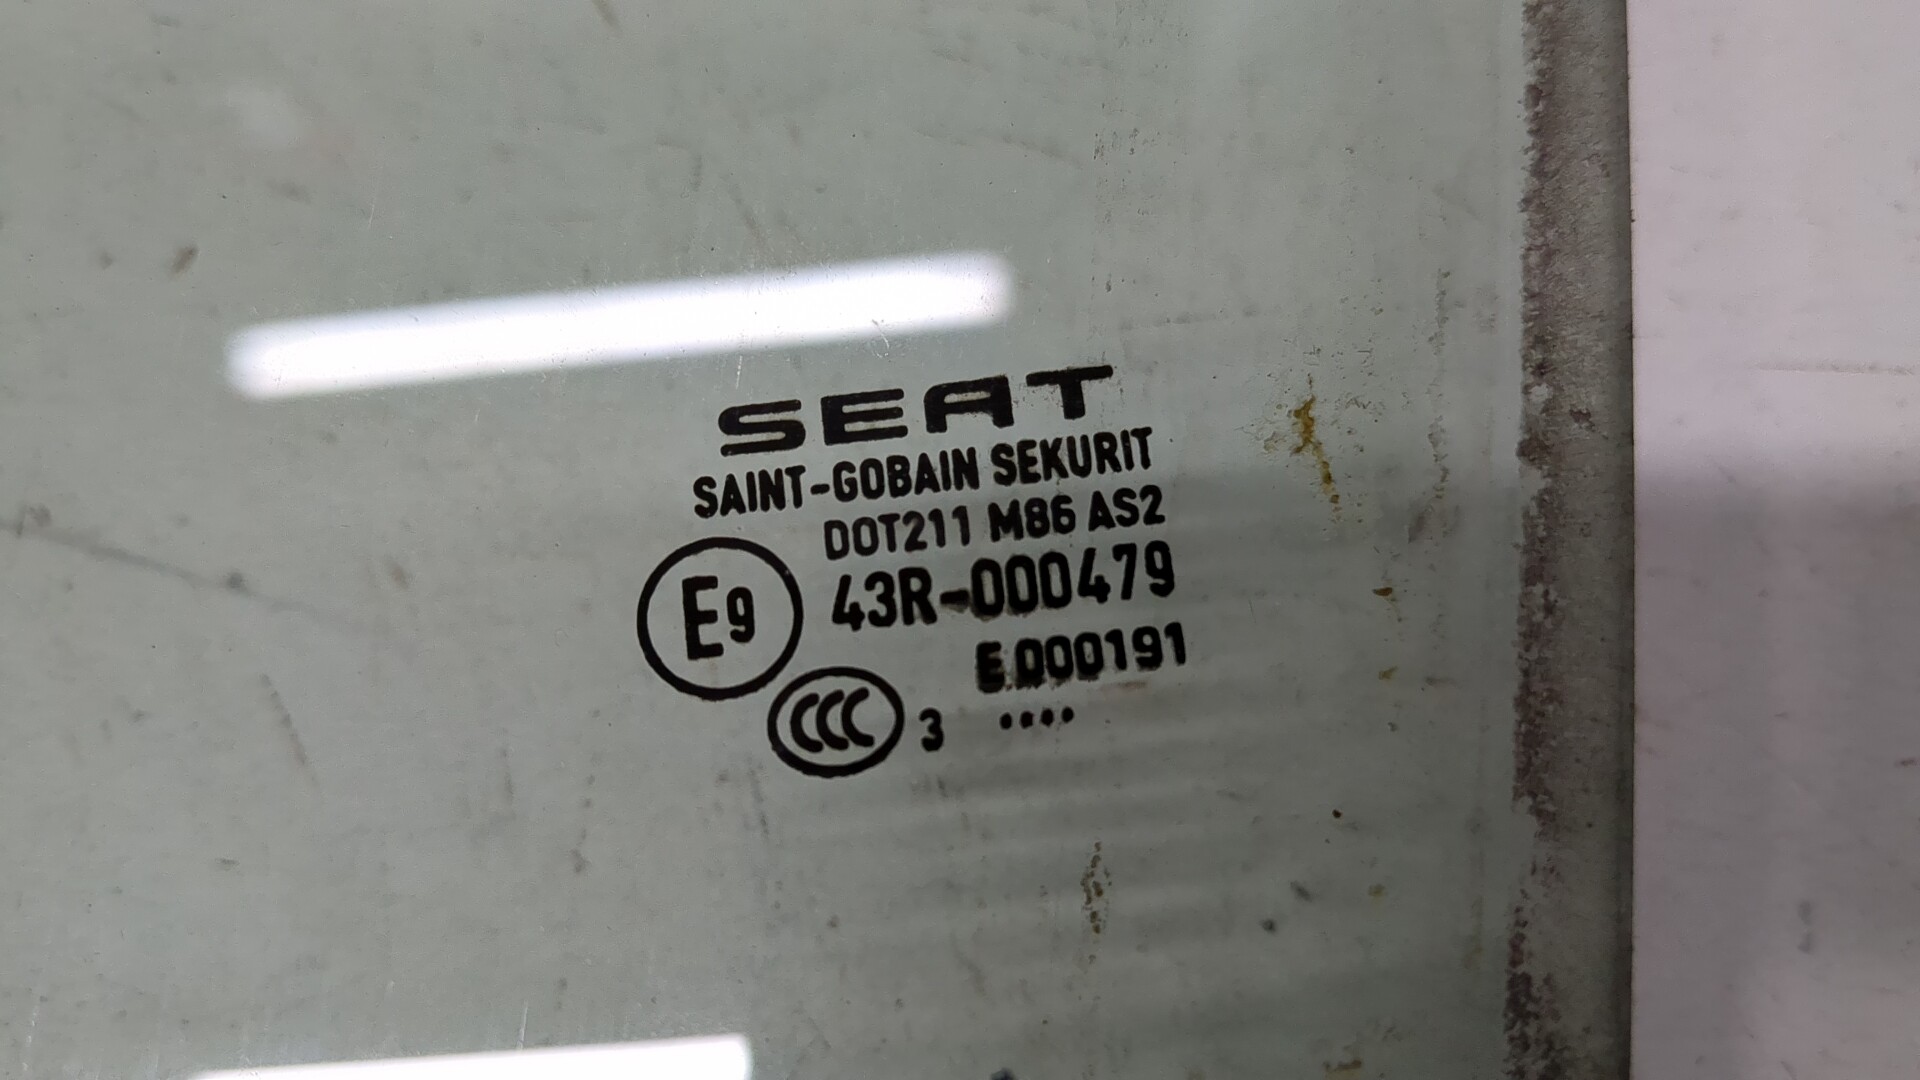 SEAT
SAINT-GOBAIN SEKURIT
DOT211 M86 AS2
E9 43R-000479
E000191
CCC 3 ····